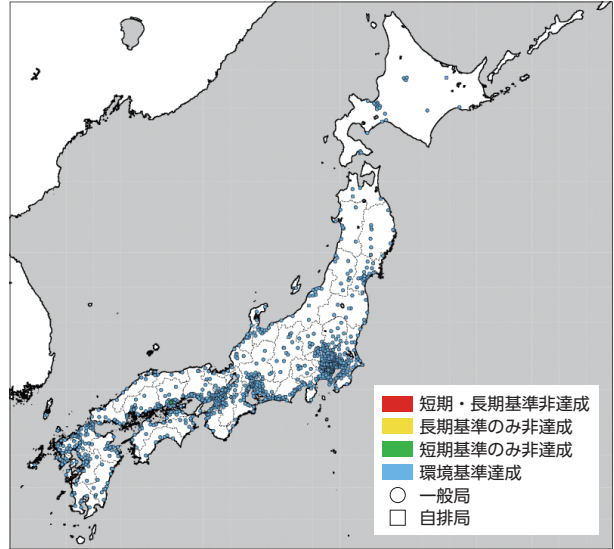 短期・長期基準非達成
長期基準のみ非達成
短期基準のみ非達成
環境基準達成
一般局
自排局